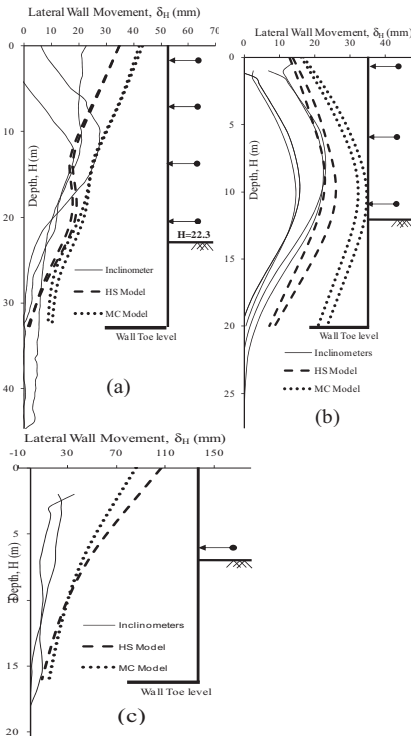 Lateral Wall Movement, δH (mm)
0 10 20 30 40 50 60 70
0
10
20
30
40
Depth, H (m)
H=22.3
Inclinometer
HS Model
MC Model
Wall Toe level
(a)
Lateral Wall Movement, δH (mm)
0 10 20 30 40
0
5
10
15
20
25
Depth, H (m)
Wall Toe level
Inclinometers
HS Model
MC Model
(b)
Lateral Wall Movement, δH (mm)
-10 30 70 110 150
0
5
10
15
20
Depth, H (m)
Inclinometers
HS Model
MC Model
Wall Toe level
(c)